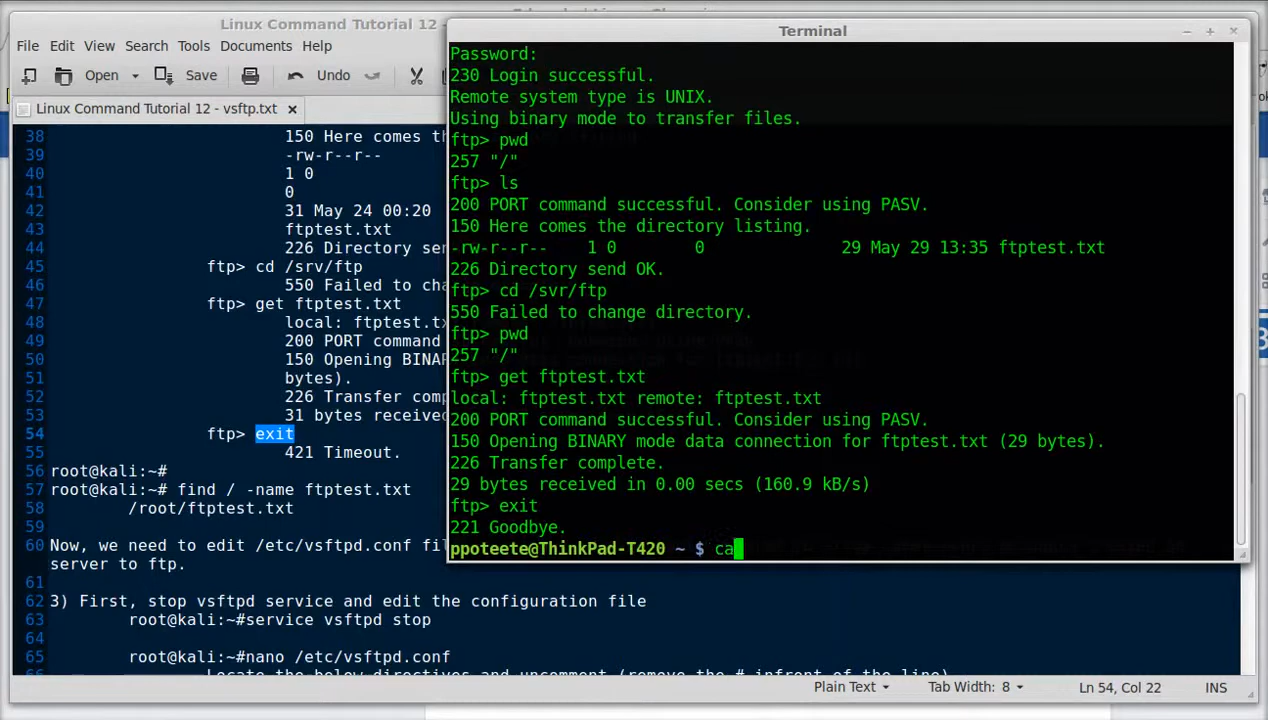 Linux Command Tutorial 12 -
File Edit View Search Tools Documents Help
Open Save Undo
Linux Command Tutorial 12 - vsftp.txt ×
38 150 Here comes th
39 -rw-r--r--
40 1 0
41 0
42 31 May 24 00:20
43 ftptest.txt
44 226 Directory sen
45 ftp> cd /srv/ftp
46 550 Failed to cha
47 ftp> get ftptest.txt
48 local: ftptest.tx
49 200 PORT command
50 150 Opening BINAR
51 bytes).
52 226 Transfer comp
53 31 bytes received
54 ftp> exit
55 421 Timeout.
56 root@kali:~#
57 root@kali:~# find / -name ftptest.txt
58 /root/ftptest.txt
59
60 Now, we need to edit /etc/vsftpd.conf fil
server to ftp.
61
62 3) First, stop vsftpd service and edit the configuration file
63 root@kali:~#service vsftpd stop
64
65 root@kali:~#nano /etc/vsftpd.conf
66 Locate the below directives and uncomment (remove the # infront of the line)
Plain Text Tab Width: 8 Ln 54, Col 22 INS
Terminal
Password:
230 Login successful.
Remote system type is UNIX.
Using binary mode to transfer files.
ftp> pwd
257 "/"
ftp> ls
200 PORT command successful. Consider using PASV.
150 Here comes the directory listing.
-rw-r--r-- 1 0 0 29 May 29 13:35 ftptest.txt
226 Directory send OK.
ftp> cd /svr/ftp
550 Failed to change directory.
ftp> pwd
257 "/"
ftp> get ftptest.txt
local: ftptest.txt remote: ftptest.txt
200 PORT command successful. Consider using PASV.
150 Opening BINARY mode data connection for ftptest.txt (29 bytes).
226 Transfer complete.
29 bytes received in 0.00 secs (160.9 kB/s)
ftp> exit
221 Goodbye.
ppoteete@ThinkPad-T420 ~ $ ca